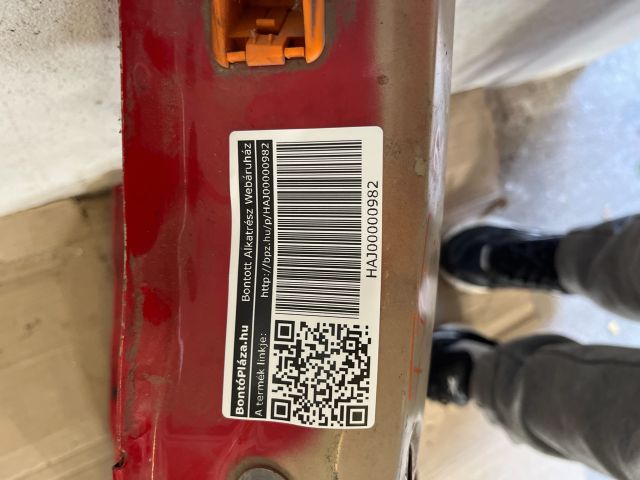 BontóPláza.hu Bontott Alkatrész Webáruház
A termék linkje: http://bpz.hu/p/HAJ00000982
HAJ00000982